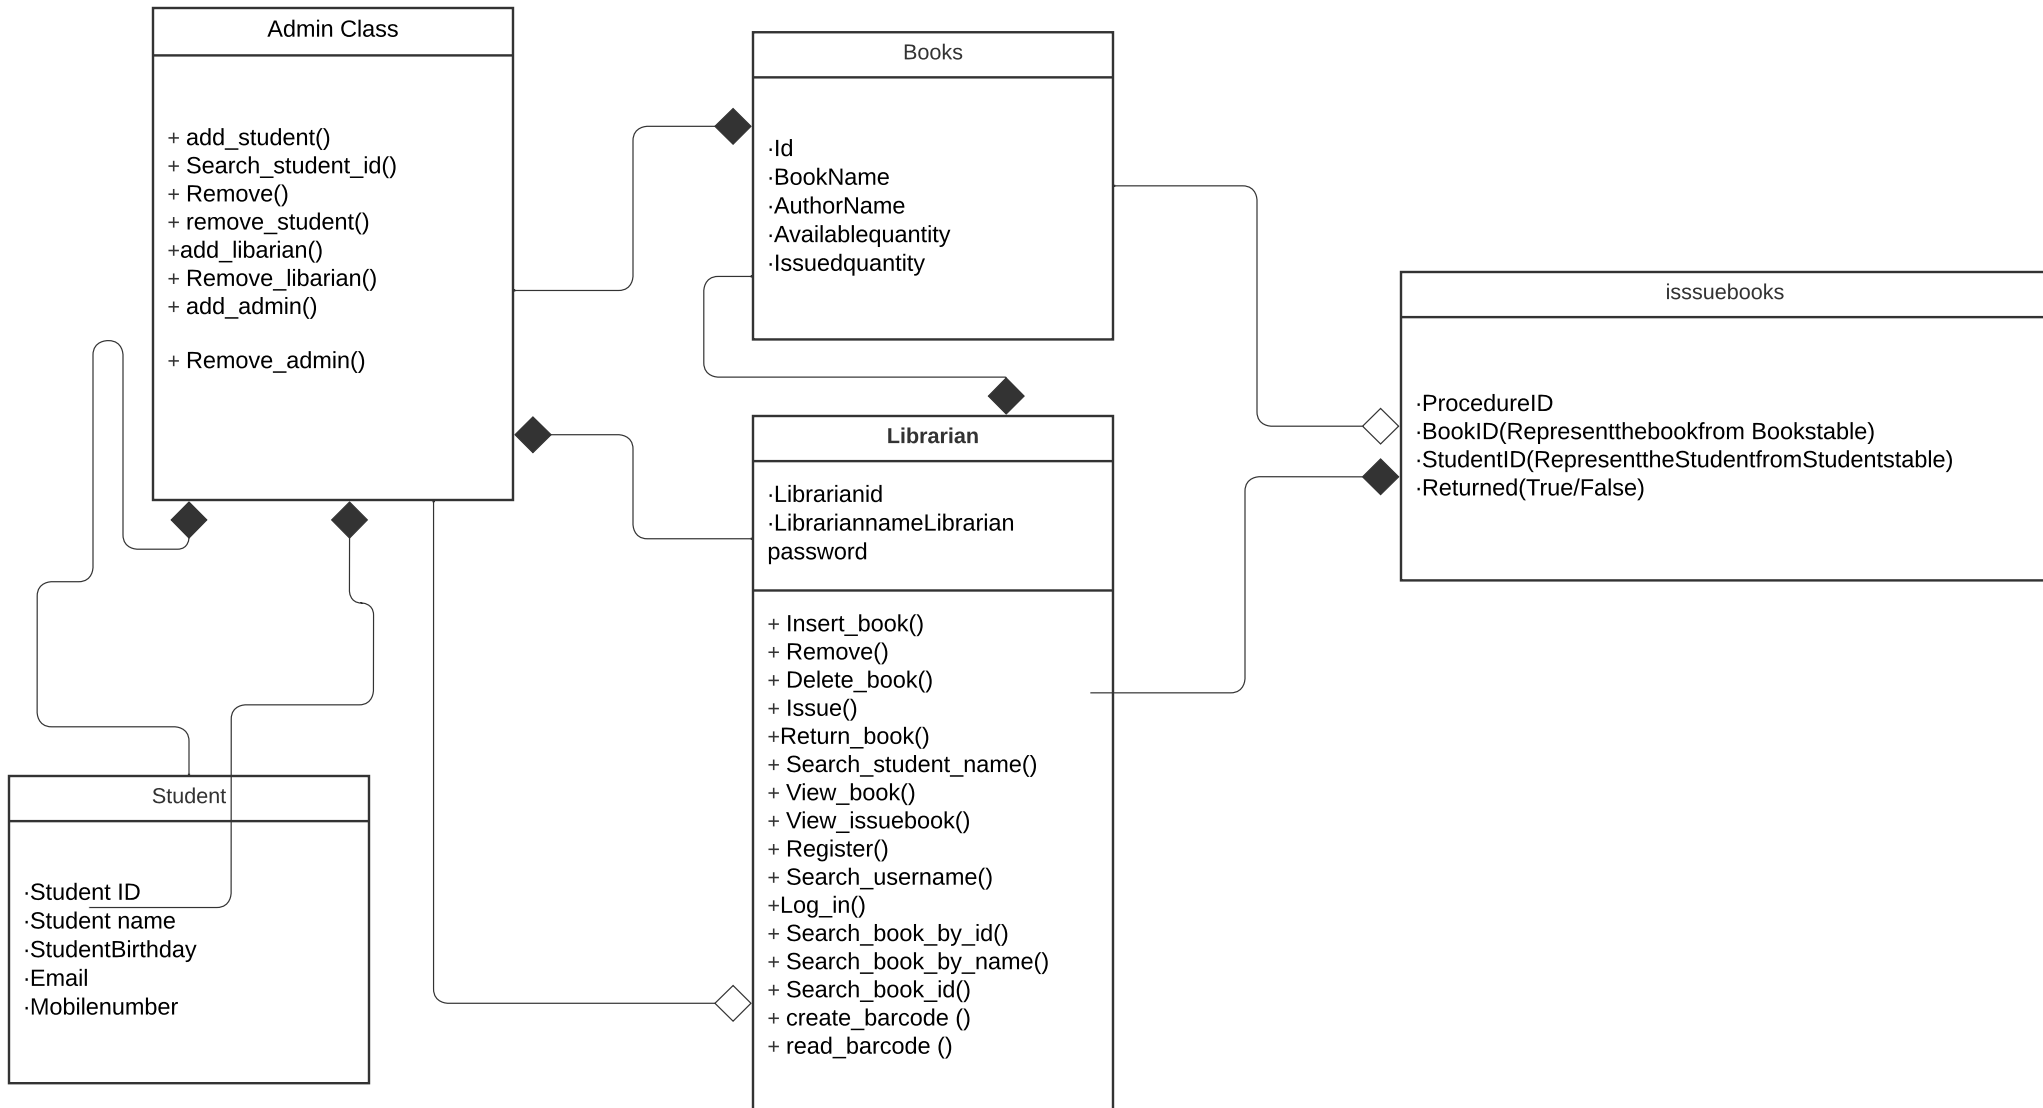 Admin Class
+ add_student()
+ Search_student_id()
+ Remove()
+ remove_student()
+add_libarian()
+ Remove_libarian()
+ add_admin()
+ Remove_admin()
Books
·Id
·BookName
·AuthorName
·Availablequantity
·Issuedquantity
isssuebooks
·ProcedureID
·BookID(Representthebookfrom Bookstable)
·StudentID(RepresenttheStudentfromStudentstable)
·Returned(True/False)
Librarian
·Librarianid
·LibrariannameLibrarian
password
+ Insert_book()
+ Remove()
+ Delete_book()
+ Issue()
+Return_book()
+ Search_student_name()
+ View_book()
+ View_issuebook()
+ Register()
+ Search_username()
+Log_in()
+ Search_book_by_id()
+ Search_book_by_name()
+ Search_book_id()
+ create_barcode ()
+ read_barcode ()
Student
·Student ID
·Student name
·StudentBirthday
·Email
·Mobilenumber